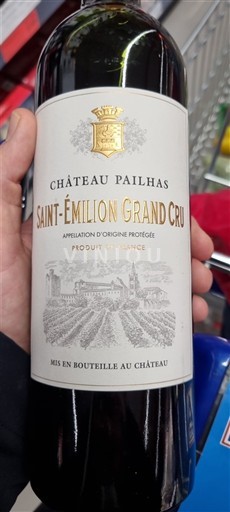 CHÂTEAU PAILHAS
SAINT-ÉMILION GRAND CRU
APPELLATION D'ORIGINE PROTÉGÉE
PRODUIT DE FRANCE
VINIOU
MIS EN BOUTEILLE AU CHÂTEAU